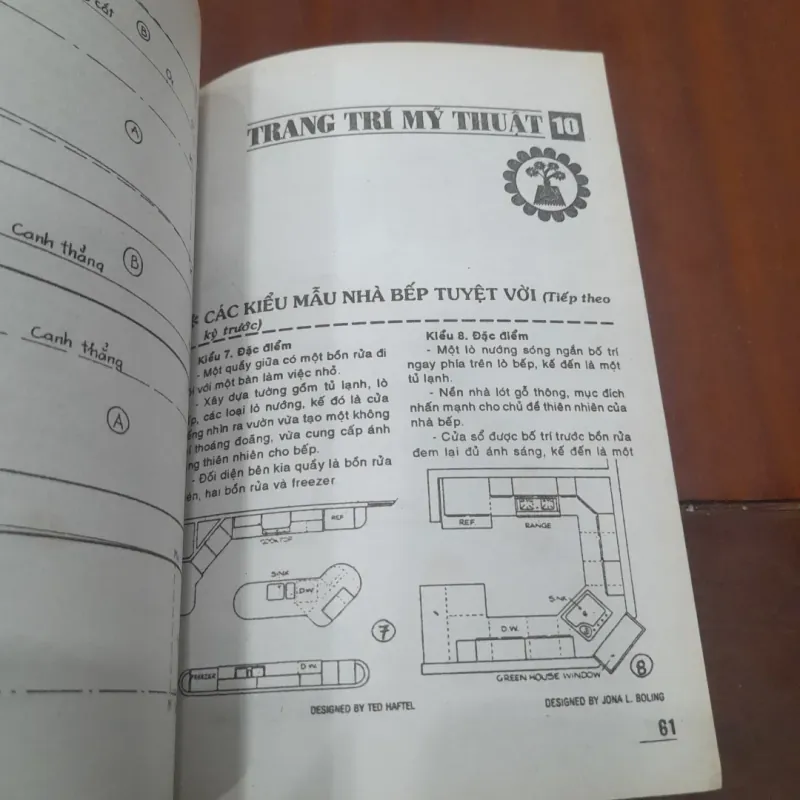 cát
B
A
Canh thẳng
B
Canh thẳng
A
TRANG TRÍ MỸ THUẬT 10
CÁC KIỂU MẪU NHÀ BẾP TUYỆT VỜI (Tiếp theo
kỳ trước)
Kiểu 7. Đặc điểm
- Một quầy giữa có một bồn rửa đi
với một bàn làm việc nhỏ.
- Xây dựa tường gồm tủ lạnh, lò
các loại lò nướng, kế đó là cửa
nhìn ra vườn vừa tạo một không
thoáng đoãng, vừa cung cấp ánh
thiên nhiên cho bếp.
- Đối diện bên kia quầy là bồn rửa
hai bồn rửa và freezer
REF
SINK
D.W.
7
FREEZER
D.W.
DESIGNED BY TED HAFTEL
Kiểu 8. Đặc điểm
- Một lò nướng sóng ngắn bố trí
ngay phía trên lò bếp, kế đến là một
tủ lạnh.
- Nền nhà lót gỗ thông, mục đích
nhấn mạnh cho chủ đề thiên nhiên của
nhà bếp.
- Cửa sổ được bố trí trước bồn rửa
đem lại đủ ánh sáng, kế đến là một
REF.
RANGE
SINK
D.W.
GREEN HOUSE WINDOW
8
DESIGNED BY JONA L. BOLING
61